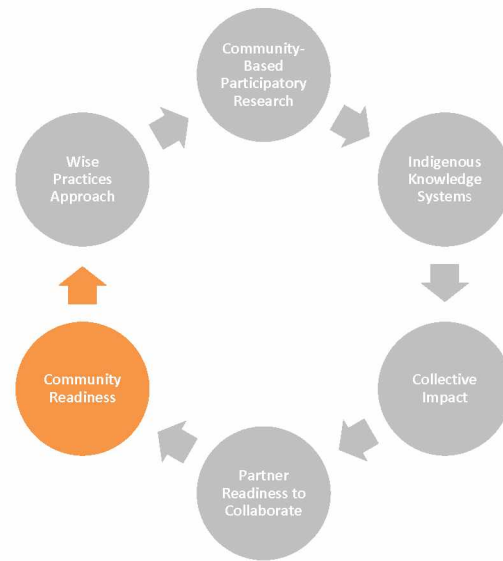 Community-
Based
Participatory
Research
Indigenous
Knowledge
Systems
Collective
Impact
Partner
Readiness to
Collaborate
Community
Readiness
Wise
Practices
Approach